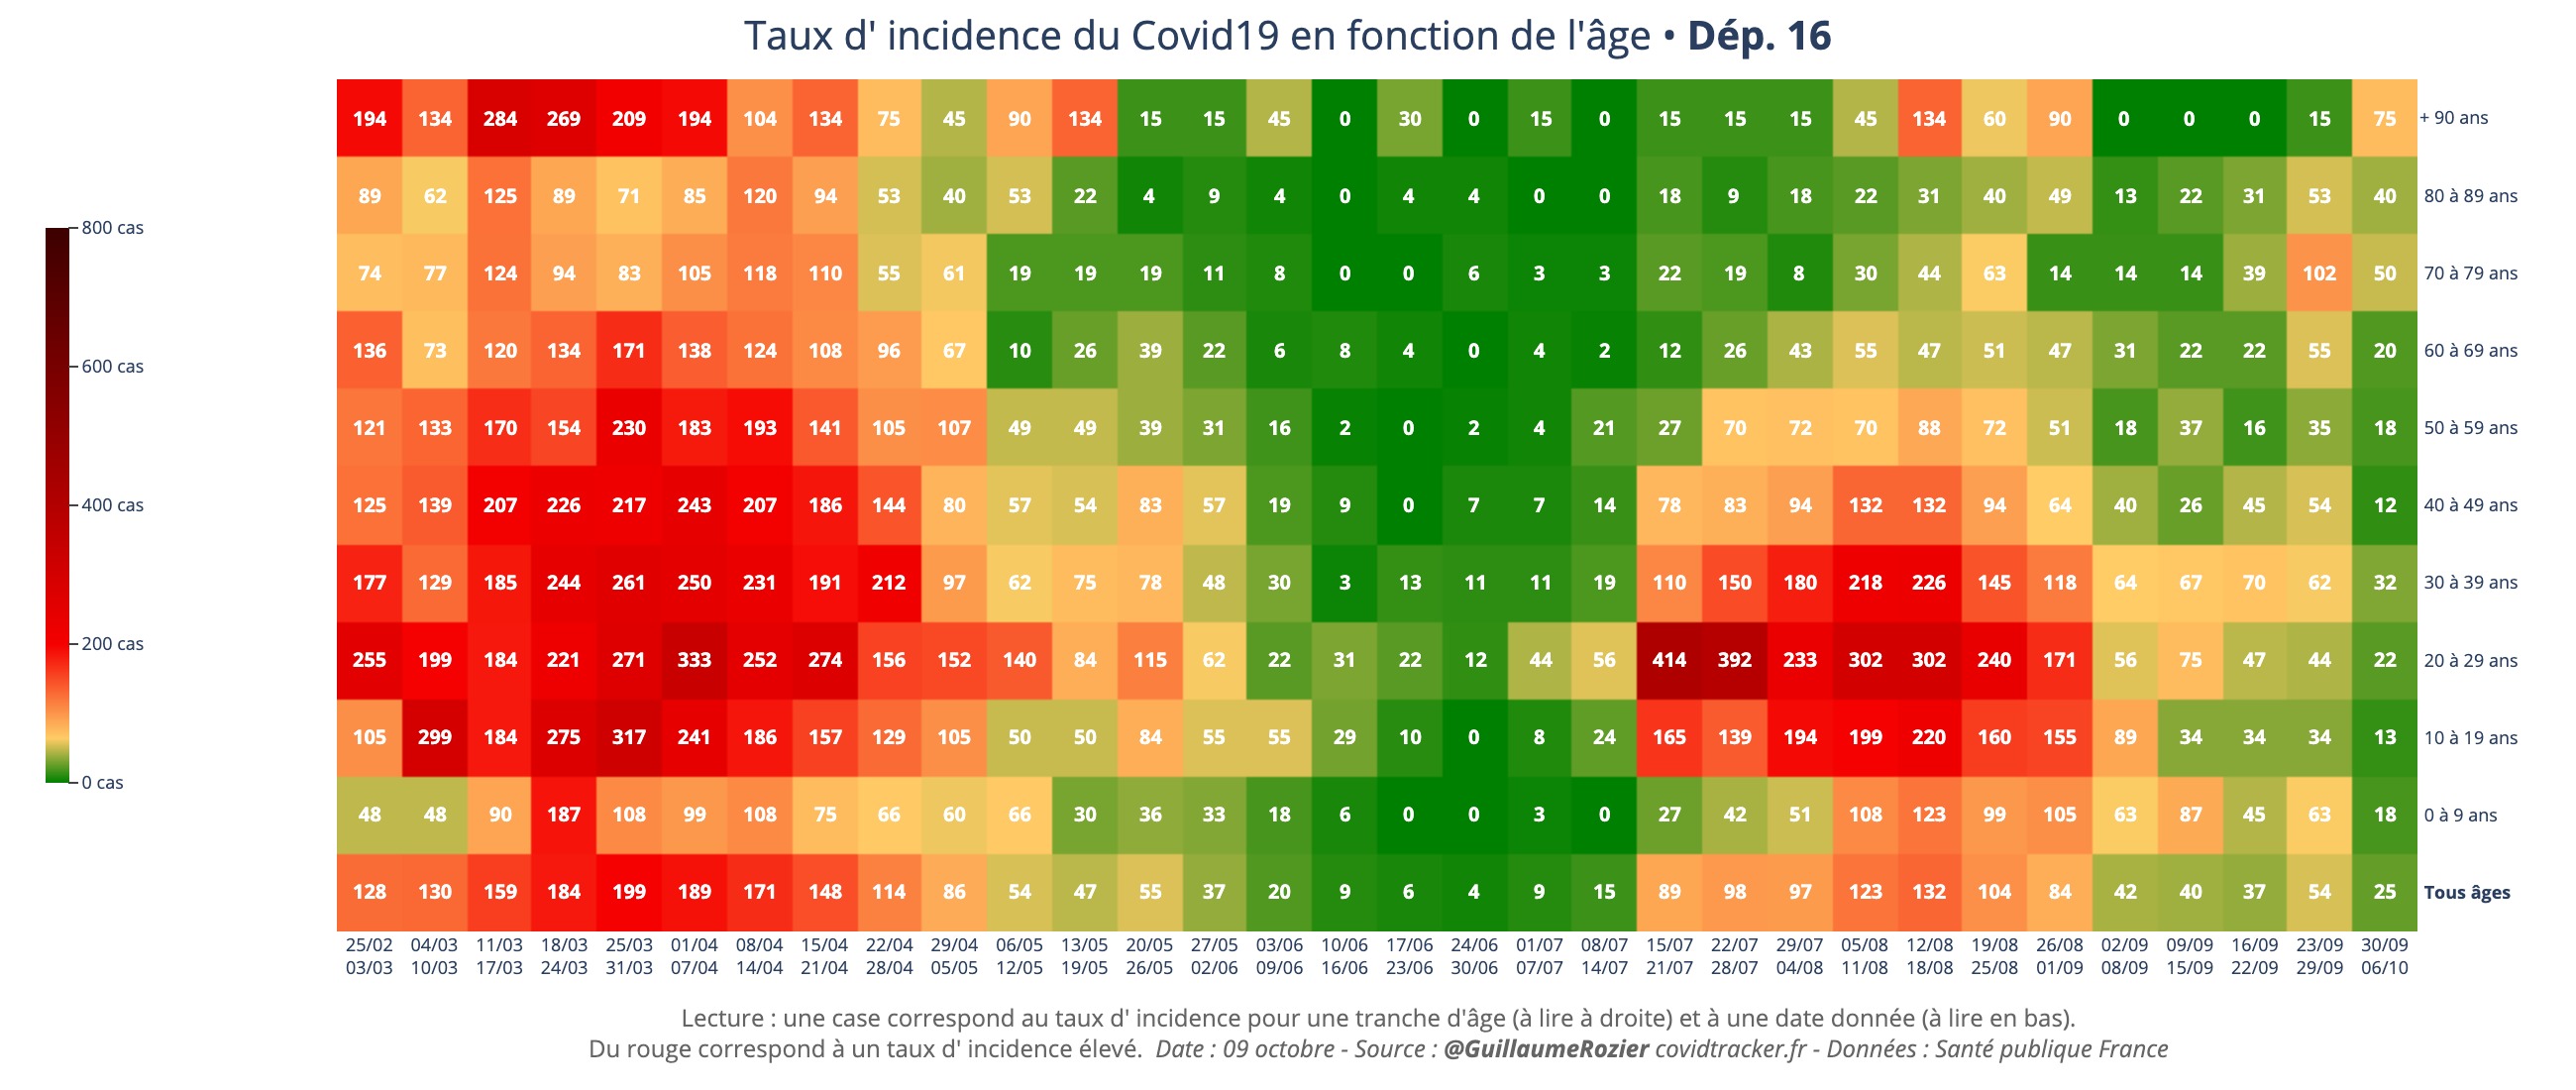 Taux d' incidence du Covid19 en fonction de l'âge • Dép. 16
194 134 284 269 209 194 104 134 75 45 90 134 15 15 45 0 30 0 15 0 15 15 15 45 134 60 90 0 0 0 15 75 + 90 ans
89 62 125 89 71 85 120 94 53 40 53 22 4 9 4 0 4 4 0 0 18 9 18 22 31 40 49 13 22 31 53 40 80 à 89 ans
800 cas
74 77 124 94 83 105 118 110 55 61 19 19 19 11 8 0 0 6 3 3 22 19 8 30 44 63 14 14 14 39 102 50 70 à 79 ans
136 73 120 134 171 138 124 108 96 67 10 26 39 22 6 8 4 0 4 2 12 26 43 55 47 51 47 31 22 22 55 20 60 à 69 ans
600 cas
121 133 170 154 230 183 193 141 105 107 49 49 39 31 16 2 0 2 4 21 27 70 72 70 88 72 51 18 37 16 35 18 50 à 59 ans
400 cas
125 139 207 226 217 243 207 186 144 80 57 54 83 57 19 9 0 7 7 14 78 83 94 132 132 94 64 40 26 45 54 12 40 à 49 ans
177 129 185 244 261 250 231 191 212 97 62 75 78 48 30 3 13 11 11 19 110 150 180 218 226 145 118 64 67 70 62 32 30 à 39 ans
200 cas
255 199 184 221 271 333 252 274 156 152 140 84 115 62 22 31 22 12 44 56 414 392 233 302 302 240 171 56 75 47 44 22 20 à 29 ans
105 299 184 275 317 241 186 157 129 105 50 50 84 55 55 29 10 0 8 24 165 139 194 199 220 160 155 89 34 34 34 13 10 à 19 ans
0 cas
48 48 90 187 108 99 108 75 66 60 66 30 36 33 18 6 0 0 3 0 27 42 51 108 123 99 105 63 87 45 63 18 0 à 9 ans
128 130 159 184 199 189 171 148 114 86 54 47 55 37 20 9 6 4 9 15 89 98 97 123 132 104 84 42 40 37 54 25 Tous âges
25/02 04/03 11/03 18/03 25/03 01/04 08/04 15/04 22/04 29/04 06/05 13/05 20/05 27/05 03/06 10/06 17/06 24/06 01/07 08/07 15/07 22/07 29/07 05/08 12/08 19/08 26/08 02/09 09/09 16/09 23/09 30/09
03/03 10/03 17/03 24/03 31/03 07/04 14/04 21/04 28/04 05/05 12/05 19/05 26/05 02/06 09/06 16/06 23/06 30/06 07/07 14/07 21/07 28/07 04/08 11/08 18/08 25/08 01/09 08/09 15/09 22/09 29/09 06/10
Lecture : une case correspond au taux d' incidence pour une tranche d'âge (à lire à droite) et à une date donnée (à lire en bas).
Du rouge correspond à un taux d' incidence élevé. Date : 09 octobre - Source : @GuillaumeRozier covidtracker.fr - Données : Santé publique France